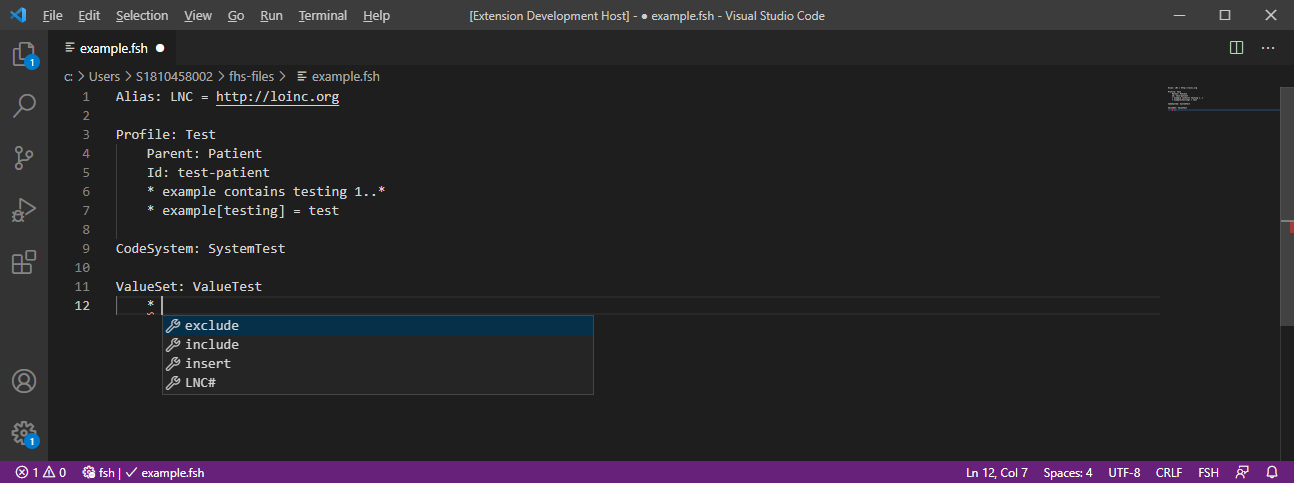 File Edit Selection View Go Run Terminal Help [Extension Development Host] - ● example.fsh - Visual Studio Code
example.fsh ●
c: > Users > S1810458002 > fhs-files > example.fsh
1 Alias: LNC = http://loinc.org
2
3 Profile: Test
4 Parent: Patient
5 Id: test-patient
6 * example contains testing 1..*
7 * example[testing] = test
8
9 CodeSystem: SystemTest
10
11 ValueSet: ValueTest
12 *
exclude
include
insert
LNC#
1
1
1 0 fsh | ✓ example.fsh Ln 12, Col 7 Spaces: 4 UTF-8 CRLF FSH